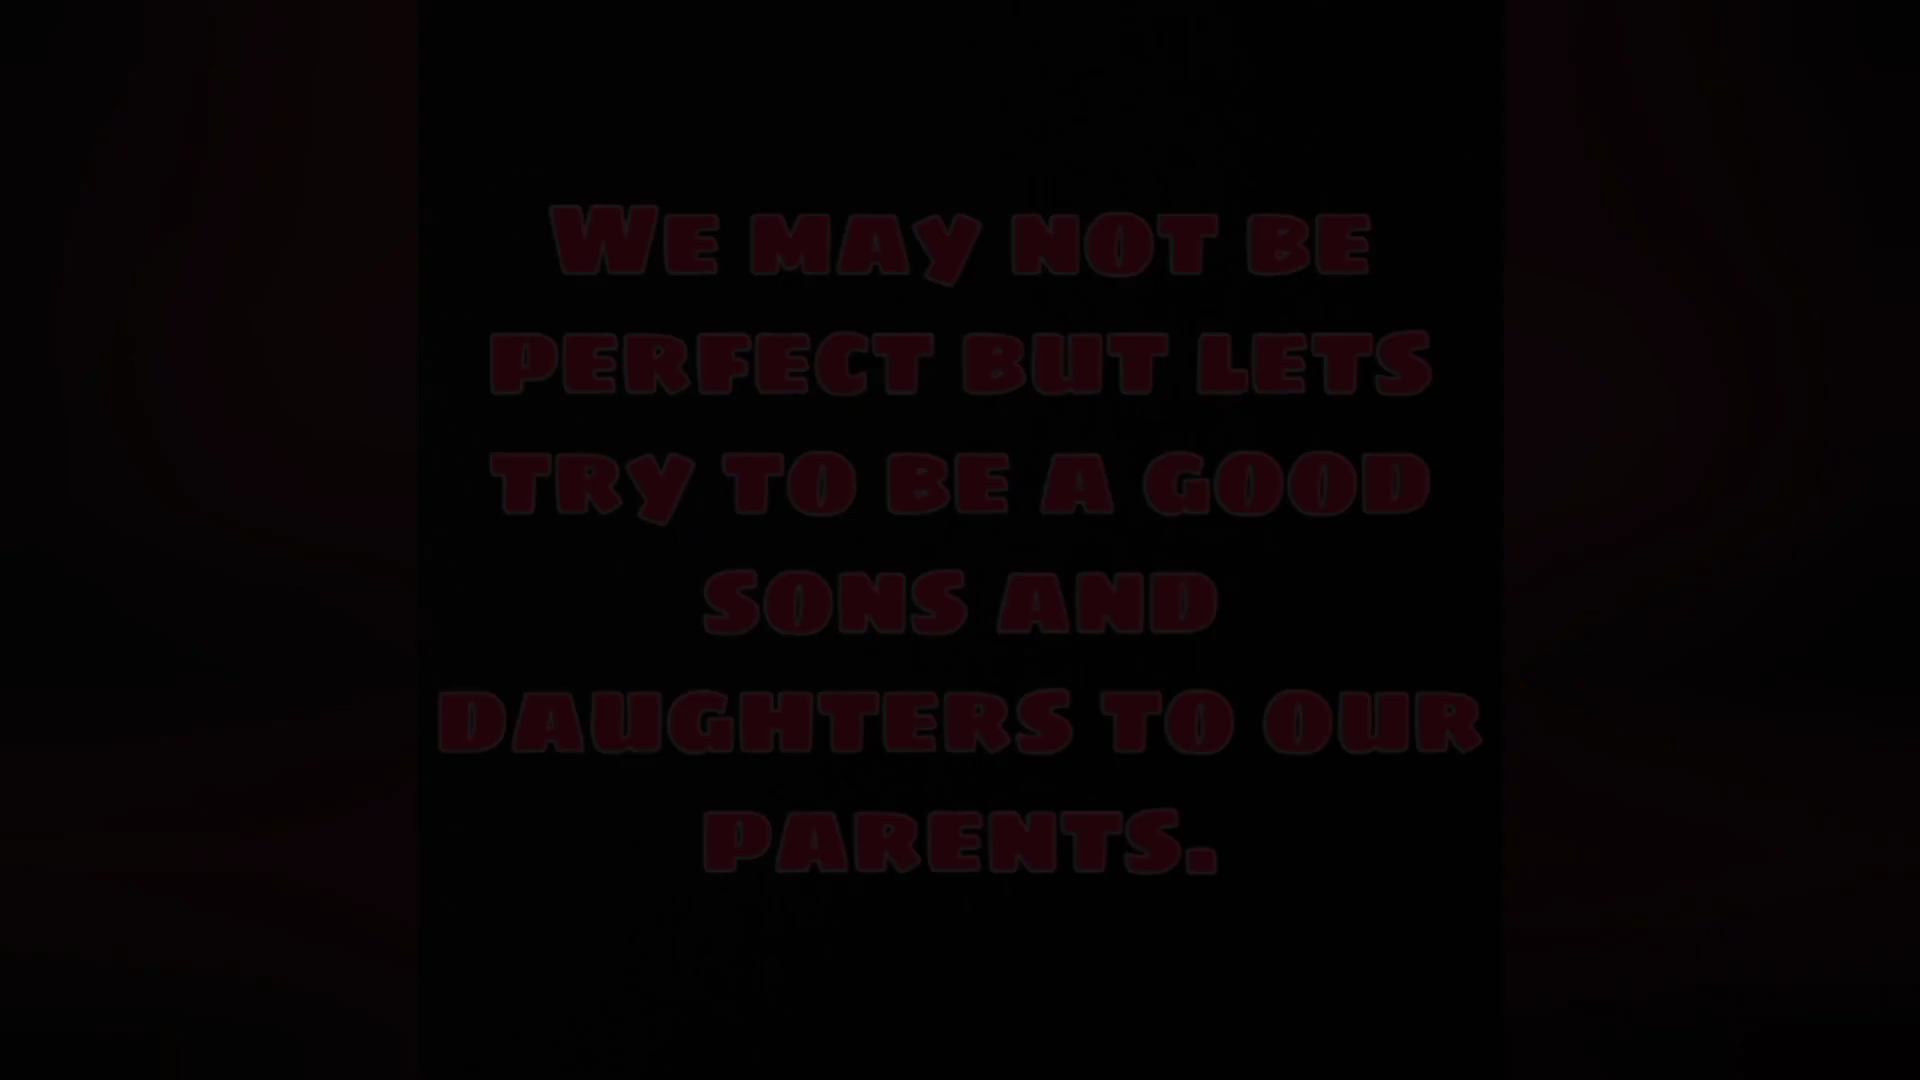 We may not be
perfect but lets
try to be a good
sons and
daughters to our
parents.